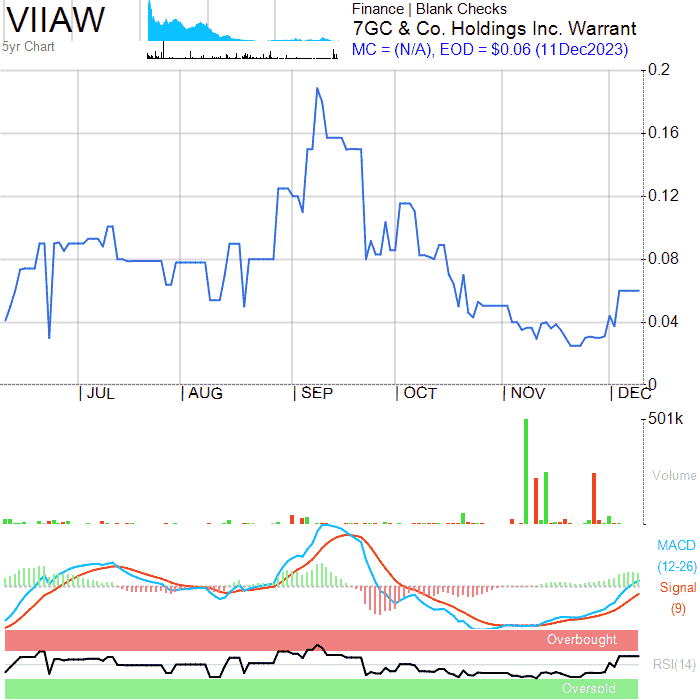 VIIAW
5yr Chart
Finance | Blank Checks
7GC & Co. Holdings Inc. Warrant
MC = (N/A), EOD = $0.06 (11Dec2023)
0.2
0.16
0.12
0.08
0.04
0
JUL AUG SEP OCT NOV DEC
501k
Volume
MACD
(12-26)
Signal
(9)
Overbought
RSI(14)
Oversold